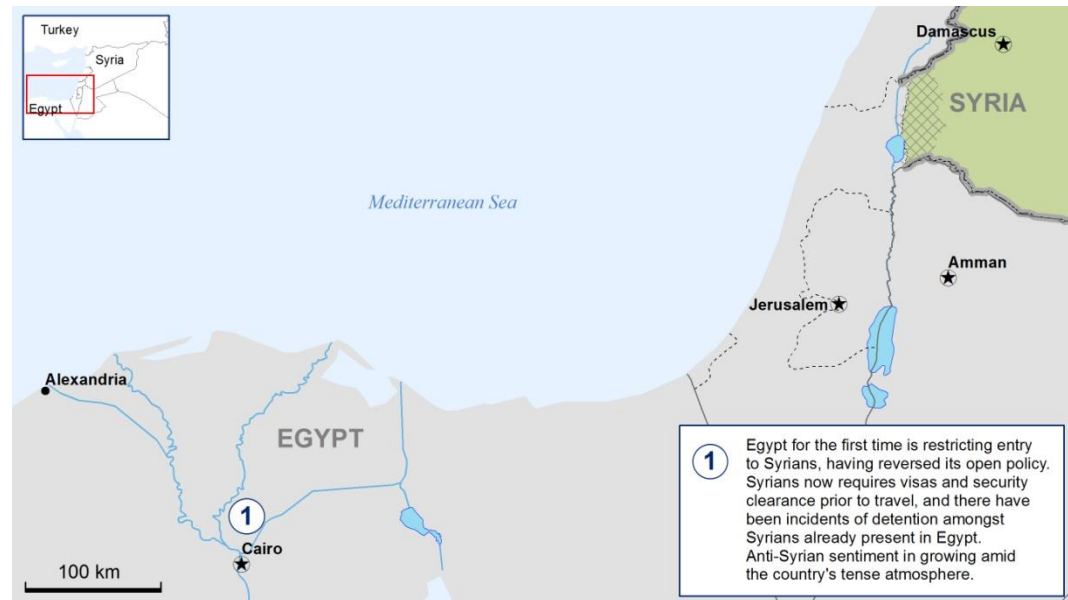 Turkey
Syria
Egypt
Damascus
SYRIA
Mediterranean Sea
Amman
Jerusalem
Alexandria
EGYPT
1
Cairo
100 km
1
Egypt for the first time is restricting entry
to Syrians, having reversed its open policy.
Syrians now requires visas and security
clearance prior to travel, and there have
been incidents of detention amongst
Syrians already present in Egypt.
Anti-Syrian sentiment in growing amid
the country's tense atmosphere.